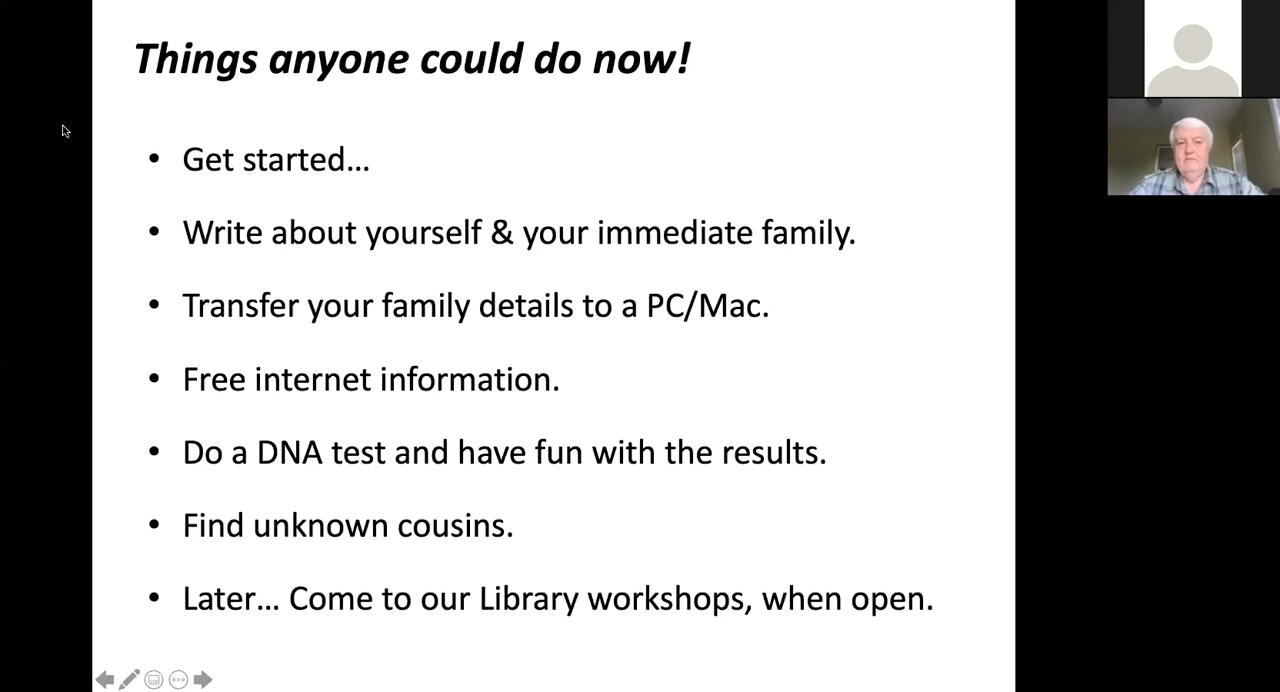 Things anyone could do now!
• Get started...
• Write about yourself & your immediate family.
• Transfer your family details to a PC/Mac.
• Free internet information.
• Do a DNA test and have fun with the results.
• Find unknown cousins.
• Later... Come to our Library workshops, when open.